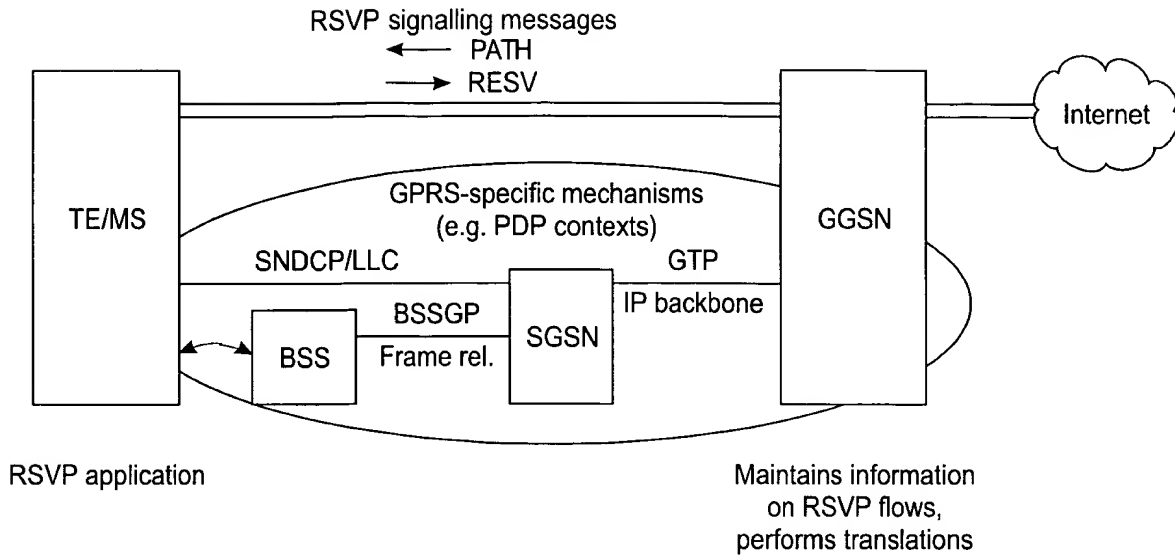 RSVP signalling messages
PATH
RESV
Internet
TE/MS
GPRS-specific mechanisms
(e.g. PDP contexts)
GGSN
SNDCP/LLC
GTP
BSSGP
IP backbone
SGSN
BSS
Frame rel.
RSVP application
Maintains information
on RSVP flows,
performs translations